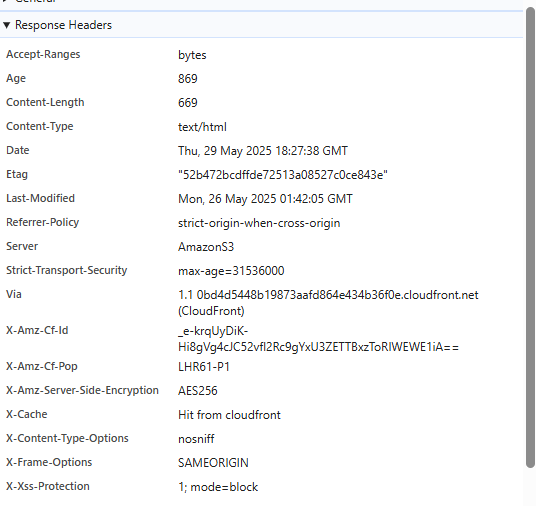 General
Response Headers
Accept-Ranges bytes
Age 869
Content-Length 669
Content-Type text/html
Date Thu, 29 May 2025 18:27:38 GMT
Etag "52b472bcdffde72513a08527c0ce843e"
Last-Modified Mon, 26 May 2025 01:42:05 GMT
Referrer-Policy strict-origin-when-cross-origin
Server AmazonS3
Strict-Transport-Security max-age=31536000
Via 1.1 0bd4d5448b19873aafd864e434b36f0e.cloudfront.net
(CloudFront)
X-Amz-Cf-Id _e-krqUyDiK-
Hi8gVg4cJC52vfI2Rc9gYxU3ZETTBxzToRIWEWE1iA==
X-Amz-Cf-Pop LHR61-P1
X-Amz-Server-Side-Encryption AES256
X-Cache Hit from cloudfront
X-Content-Type-Options nosniff
X-Frame-Options SAMEORIGIN
X-Xss-Protection 1; mode=block